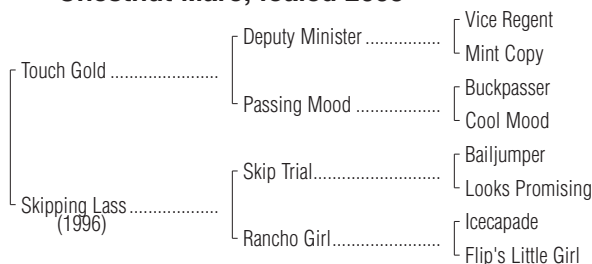 Chestnut Mare; foaled
Vice Regent
Deputy Minister ................
Mint Copy
Touch Gold .......................
Buckpasser
Passing Mood ..................
Cool Mood
Bailjumper
Skip Trial...........................
Looks Promising
Skipping Lass...................
(1996)
Icecapade
Rancho Girl.......................
Flip's Little Girl